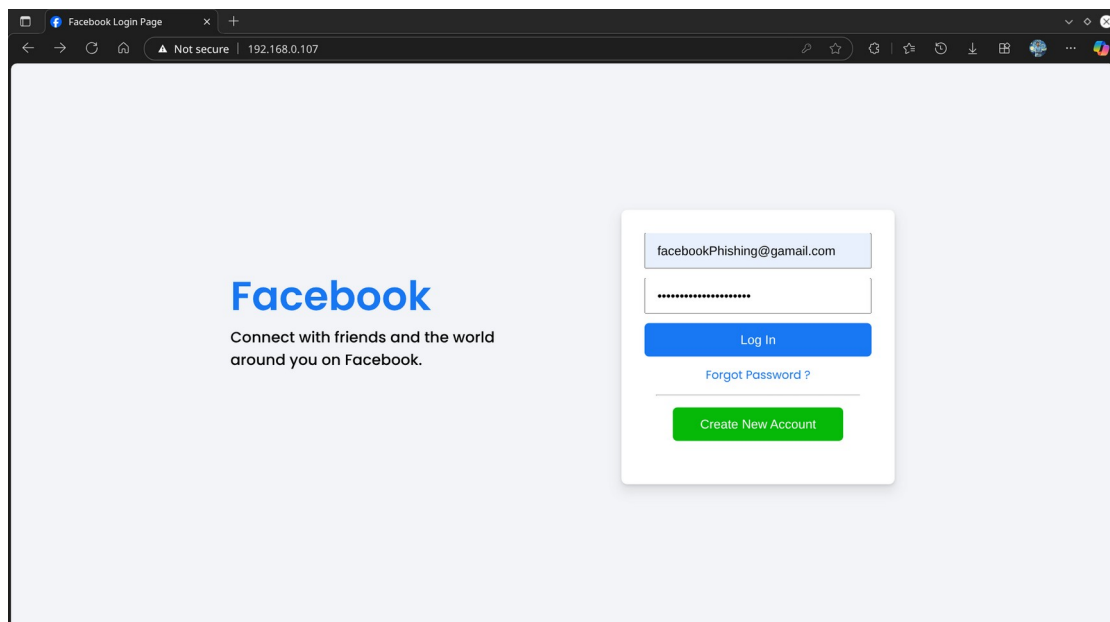 Facebook Login Page
Not secure 192.168.0.107
facebookPhishing@gamail.com
Facebook
Connect with friends and the world
around you on Facebook.
Log In
Forgot Password ?
Create New Account